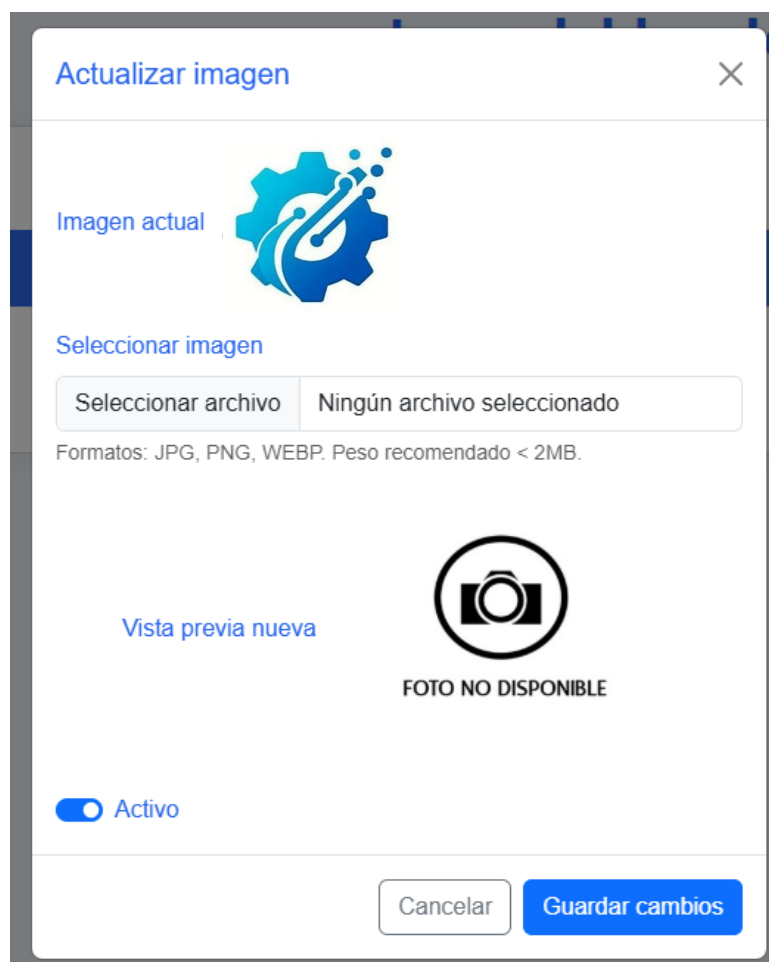 Actualizar imagen
Imagen actual
Seleccionar imagen
Seleccionar archivo Ningún archivo seleccionado
Formatos: JPG, PNG, WEBP. Peso recomendado < 2MB.
Vista previa nueva
FOTO NO DISPONIBLE
Activo
Cancelar Guardar cambios